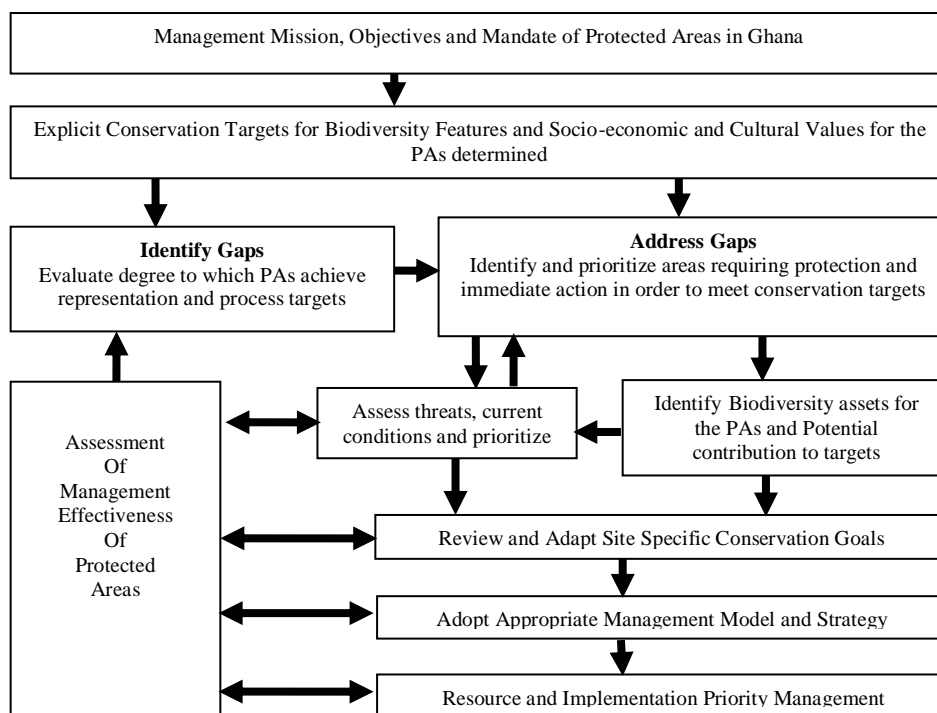 Management Mission, Objectives and Mandate of Protected Areas in Ghana
Explicit Conservation Targets for Biodiversity Features and Socio-economic and Cultural Values for the
PAs determined
Identify Gaps
Evaluate degree to which PAs achieve
representation and process targets
Address Gaps
Identify and prioritize areas requiring protection and
immediate action in order to meet conservation targets
Assess threats, current
conditions and prioritize
Identify Biodiversity assets for
the PAs and Potential
contribution to targets
Assessment
Of
Management
Effectiveness
Of
Protected
Areas
Review and Adapt Site Specific Conservation Goals
Adopt Appropriate Management Model and Strategy
Resource and Implementation Priority Management